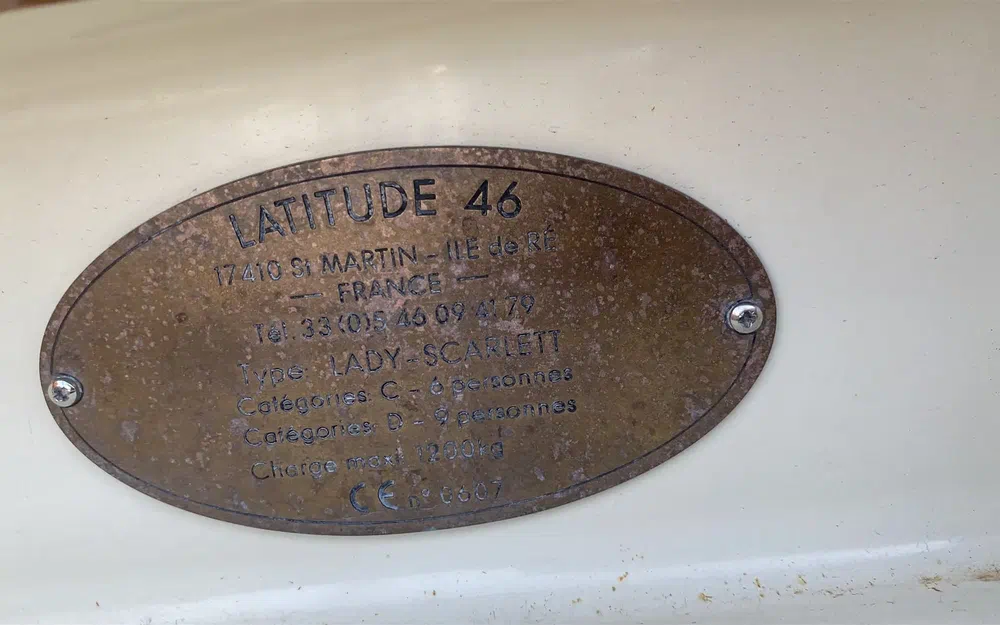 LATITUDE 46
17410 St MARTIN - ILE de RÉ
— FRANCE —
Tél. 33 (0)5 46 09 41 79
Type: LADY-SCARLETT
Catégories: C - 6 personnes
Catégories: D - 9 personnes
Charge maxi. 1200kg
CE n° 0607